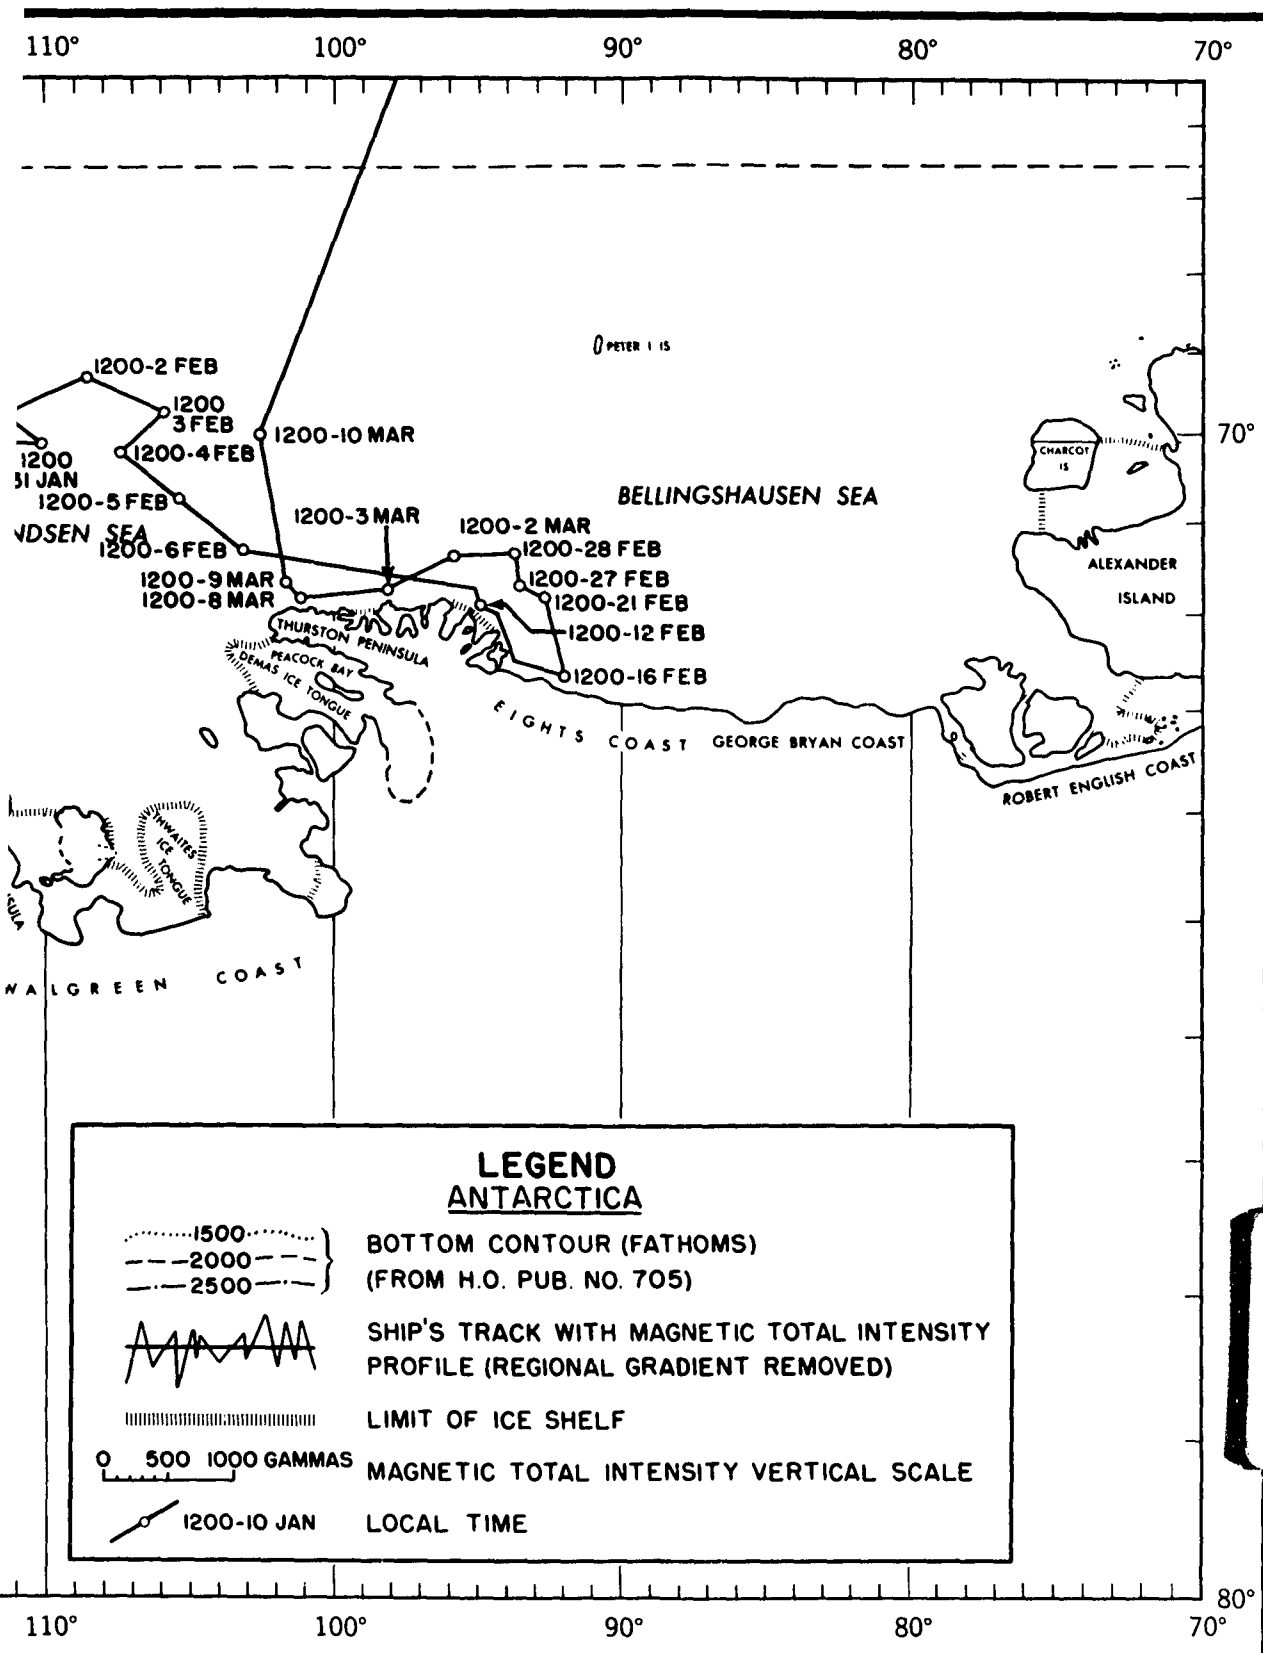 110° 100° 90° 80° 70°
PETER I IS
1200-2 FEB
1200
3 FEB
1200-10 MAR
1200-4 FEB
70°
CHARCOT
IS
1200
31 JAN
1200-5 FEB
BELLINGSHAUSEN SEA
1200-3 MAR
1200-2 MAR
NDSEN SEA
1200-6 FEB
1200-28 FEB
ALEXANDER
ISLAND
1200-9 MAR
1200-27 FEB
1200-8 MAR
1200-21 FEB
THURSTON PENINSULA
1200-12 FEB
PEACOCK BAY
DEMAS ICE TONGUE
1200-16 FEB
EIGHTS COAST
GEORGE BRYAN COAST
ROBERT ENGLISH COAST
THWAITES
ICE
TONGUE
SULA
WALGREEN COAST
LEGEND
ANTARCTICA
1500
2000
2500
BOTTOM CONTOUR (FATHOMS)
(FROM H.O. PUB. NO. 705)
SHIP'S TRACK WITH MAGNETIC TOTAL INTENSITY
PROFILE (REGIONAL GRADIENT REMOVED)
LIMIT OF ICE SHELF
0 500 1000 GAMMAS
MAGNETIC TOTAL INTENSITY VERTICAL SCALE
1200-10 JAN LOCAL TIME
80°
110° 100° 90° 80° 70°